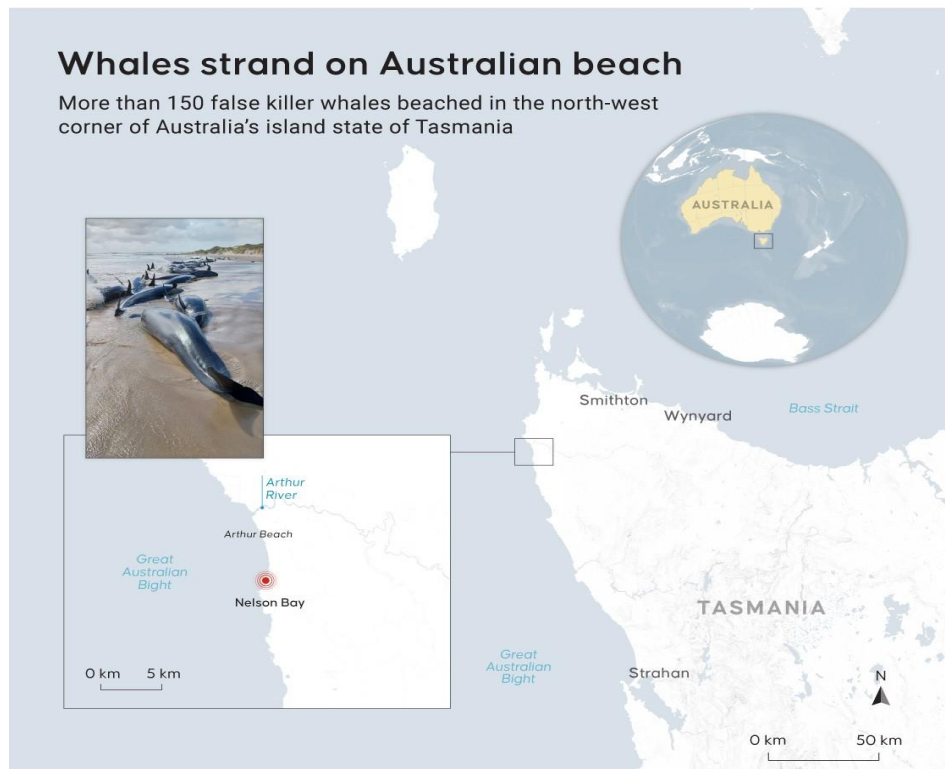 Whales strand on Australian beach
More than 150 false killer whales beached in the north-west
corner of Australia’s island state of Tasmania
AUSTRALIA
Smithton
Wynyard
Bass Strait
Arthur
River
Arthur Beach
Great
Australian
Bight
Nelson Bay
0 km 5 km
TASMANIA
Great
Australian
Bight
Strahan
N
0 km 50 km